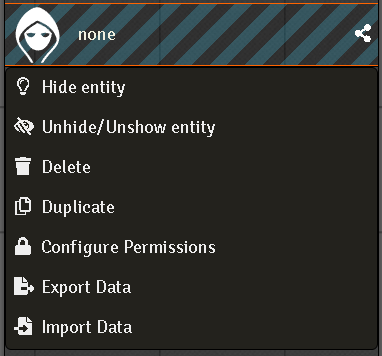 none
Hide entity
Unhide/Unshow entity
Delete
Duplicate
Configure Permissions
Export Data
Import Data